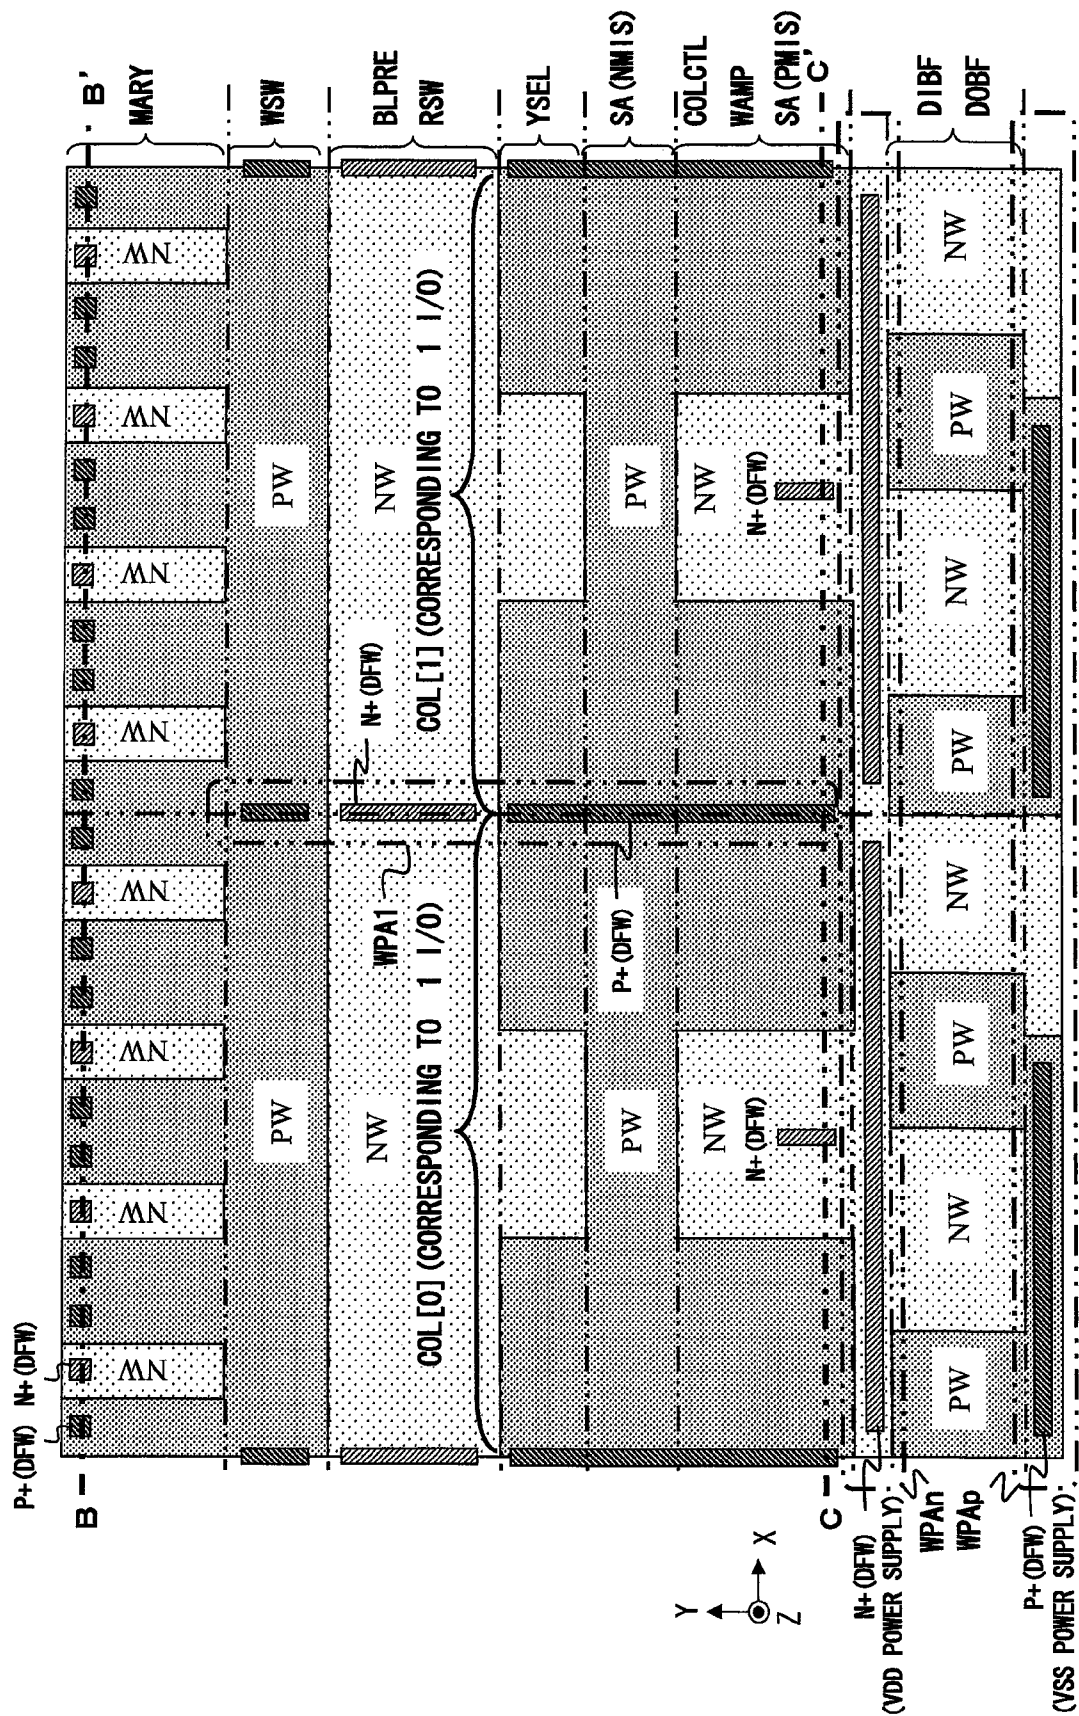 P+(DFW) N+(DFW)
B
B'
MARY
NW NW NW NW NW NW NW NW
WSW
PW PW
BLPRE
RSW
NW NW
N+(DFW)
WPA1
COL[0] (CORRESPONDING TO 1 I/O)
COL[1] (CORRESPONDING TO 1 I/O)
YSEL
SA(NMIS)
PW PW
P+(DFW)
COLCTL
WAMP
SA(PMIS)
NW NW
N+(DFW) N+(DFW)
C
C'
Y
X
Z
N+(DFW)
(VDD POWER SUPPLY)
DIBF
DOBF
PW NW PW NW PW NW PW NW
WPAn
WPAp
P+(DFW)
(VSS POWER SUPPLY)